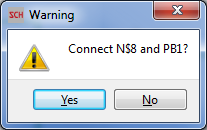 SCH Warning
Connect N$8 and PB1?
Yes No